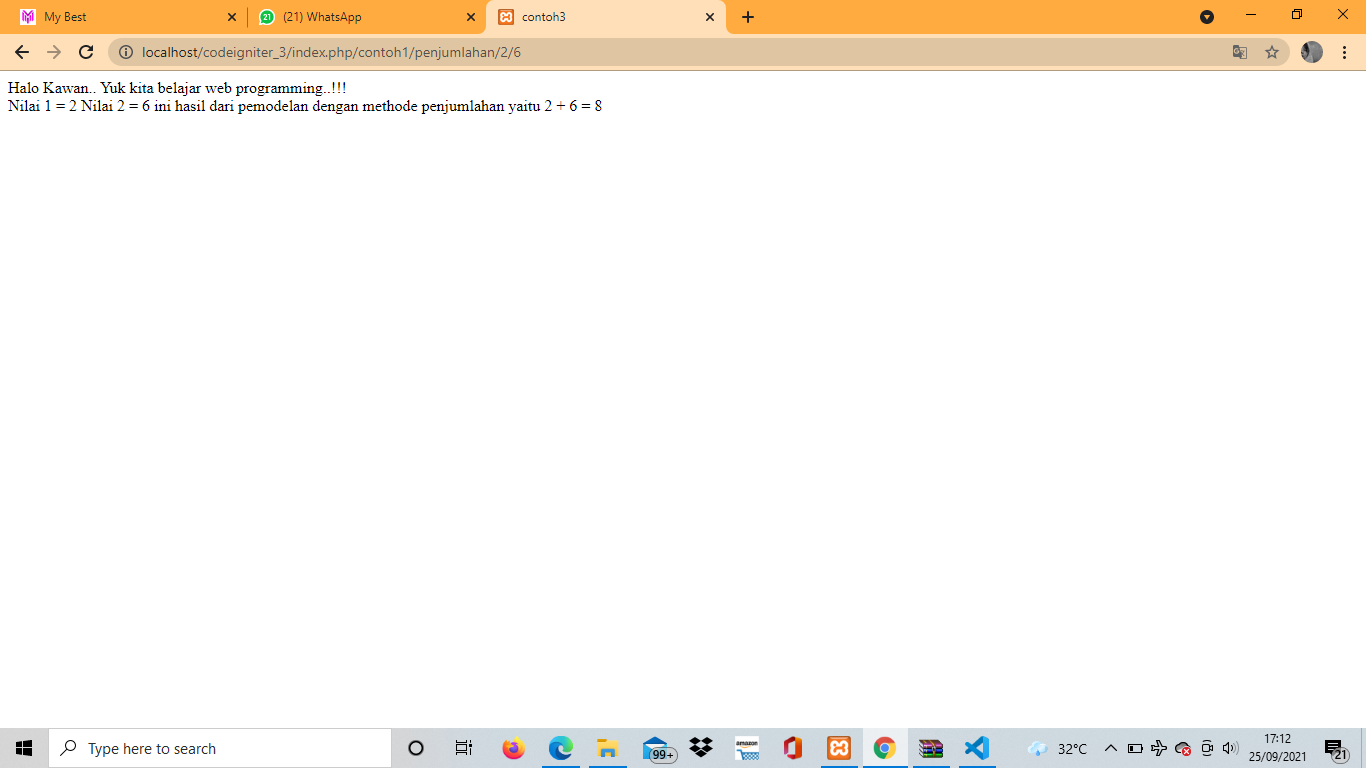 My Best
(21) WhatsApp
contoh3
localhost/codeigniter_3/index.php/contoh1/penjumlahan/2/6
Halo Kawan.. Yuk kita belajar web programming..!!!
Nilai 1 = 2 Nilai 2 = 6 ini hasil dari pemodelan dengan methode penjumlahan yaitu 2 + 6 = 8
Type here to search
99+
amazon
32°C
17:12
25/09/2021
21